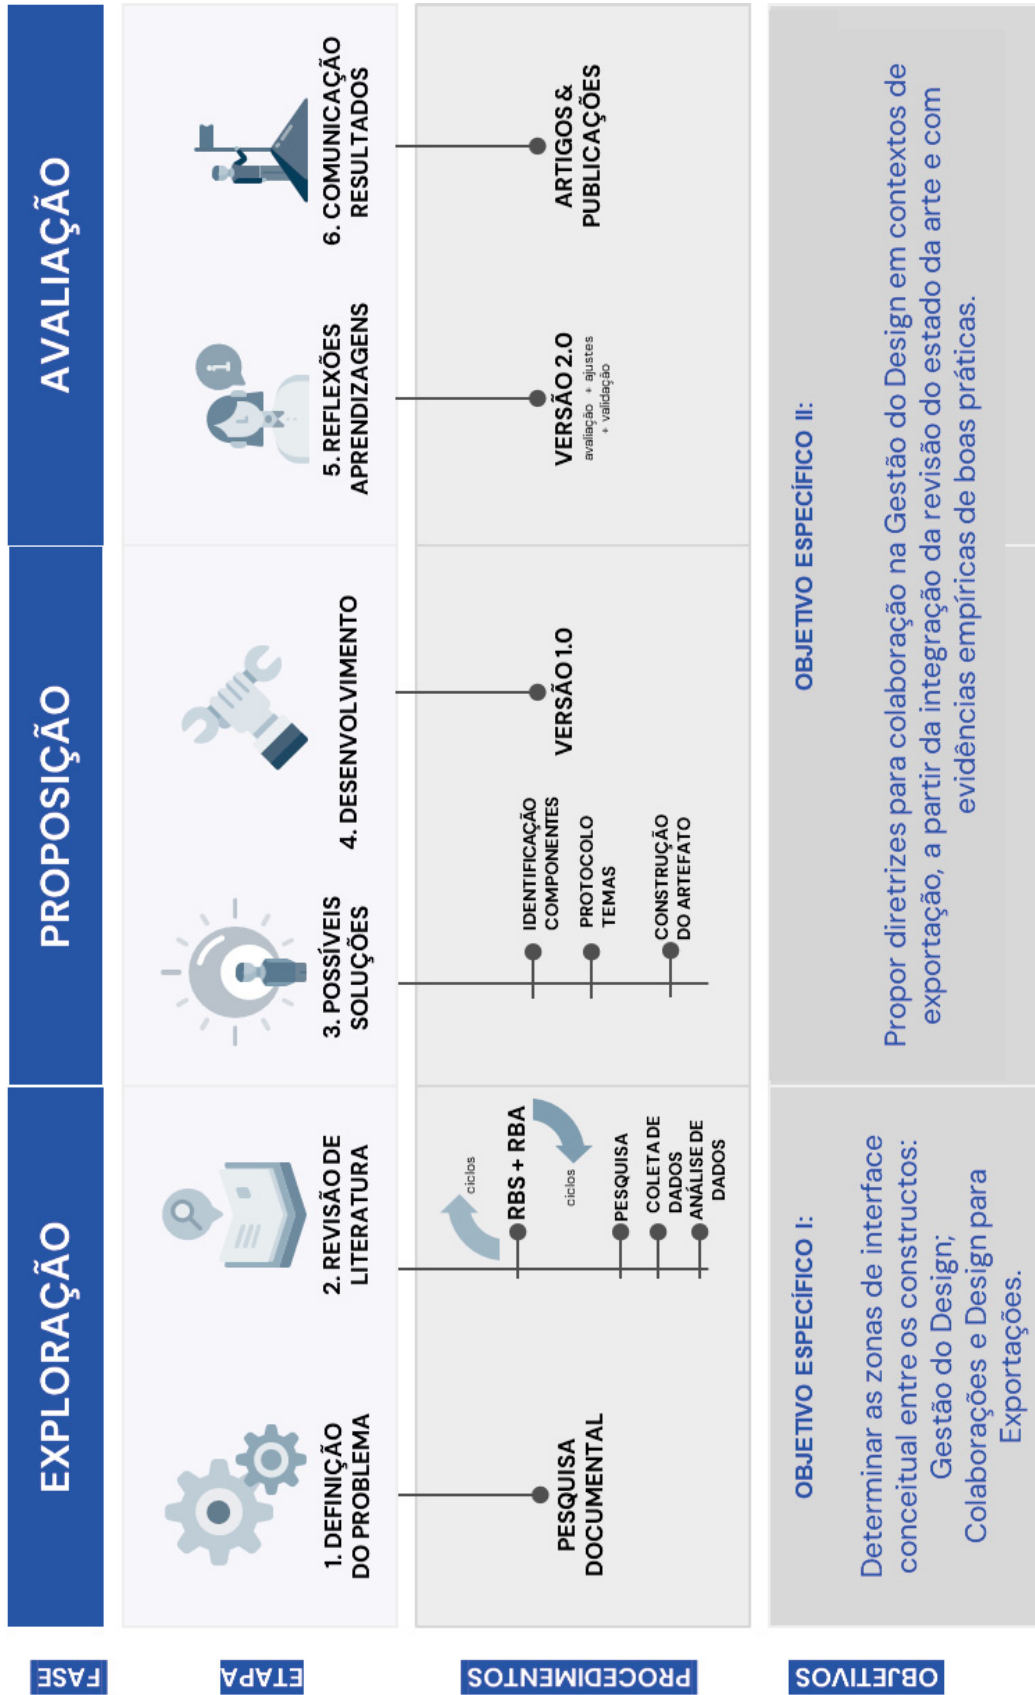 FASE
EXPLORAÇÃO
PROPOSIÇÃO
AVALIAÇÃO
ETAPA
1. DEFINIÇÃO
DO PROBLEMA
2. REVISÃO DE
LITERATURA
3. POSSÍVEIS
SOLUÇÕES
4. DESENVOLVIMENTO
i
5. REFLEXÕES
APRENDIZAGENS
6. COMUNICAÇÃO
RESULTADOS
PROCEDIMENTOS
PESQUISA
DOCUMENTAL
ciclos
RBS + RBA
ciclos
PESQUISA
COLETA DE
DADOS
ANÁLISE DE
DADOS
IDENTIFICAÇÃO
COMPONENTES
PROTOCOLO
TEMAS
CONSTRUÇÃO
DO ARTEFATO
VERSÃO 1.0
VERSÃO 2.0
avaliação + ajustes
+ validação
ARTIGOS &
PUBLICAÇÕES
OBJETIVOS
OBJETIVO ESPECÍFICO I:
Determinar as zonas de interface
conceitual entre os constructos:
Gestão do Design;
Colaborações e Design para
Exportações.
OBJETIVO ESPECÍFICO II:
Propor diretrizes para colaboração na Gestão do Design em contextos de
exportação, a partir da integração da revisão do estado da arte e com
evidências empíricas de boas práticas.